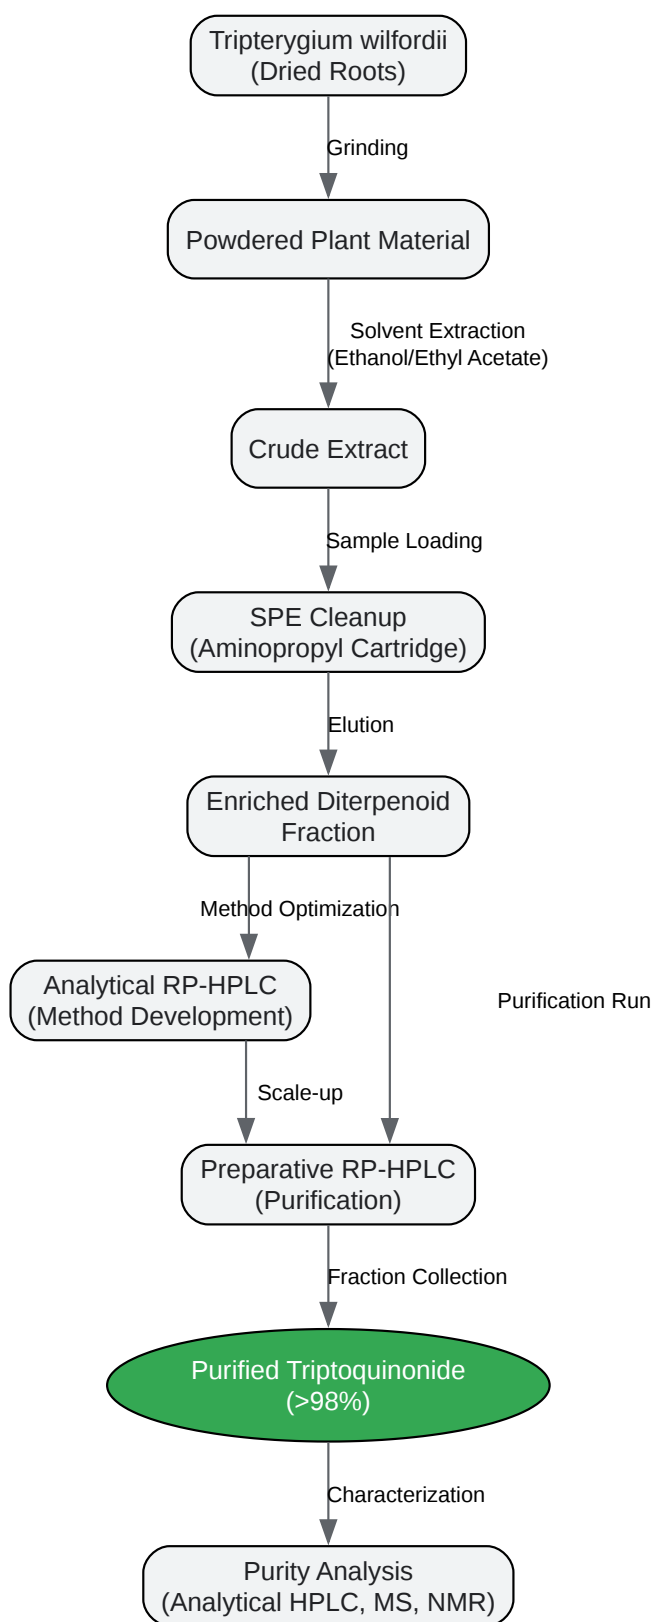 Tripterygium wilfordii
(Dried Roots)
Grinding
Powdered Plant Material
Solvent Extraction
(Ethanol/Ethyl Acetate)
Crude Extract
Sample Loading
SPE Cleanup
(Aminopropyl Cartridge)
Elution
Enriched Diterpenoid
Fraction
Method Optimization
Analytical RP-HPLC
(Method Development)
Purification Run
Scale-up
Preparative RP-HPLC
(Purification)
Fraction Collection
Purified Triptoquinonide
(>98%)
Characterization
Purity Analysis
(Analytical HPLC, MS, NMR)